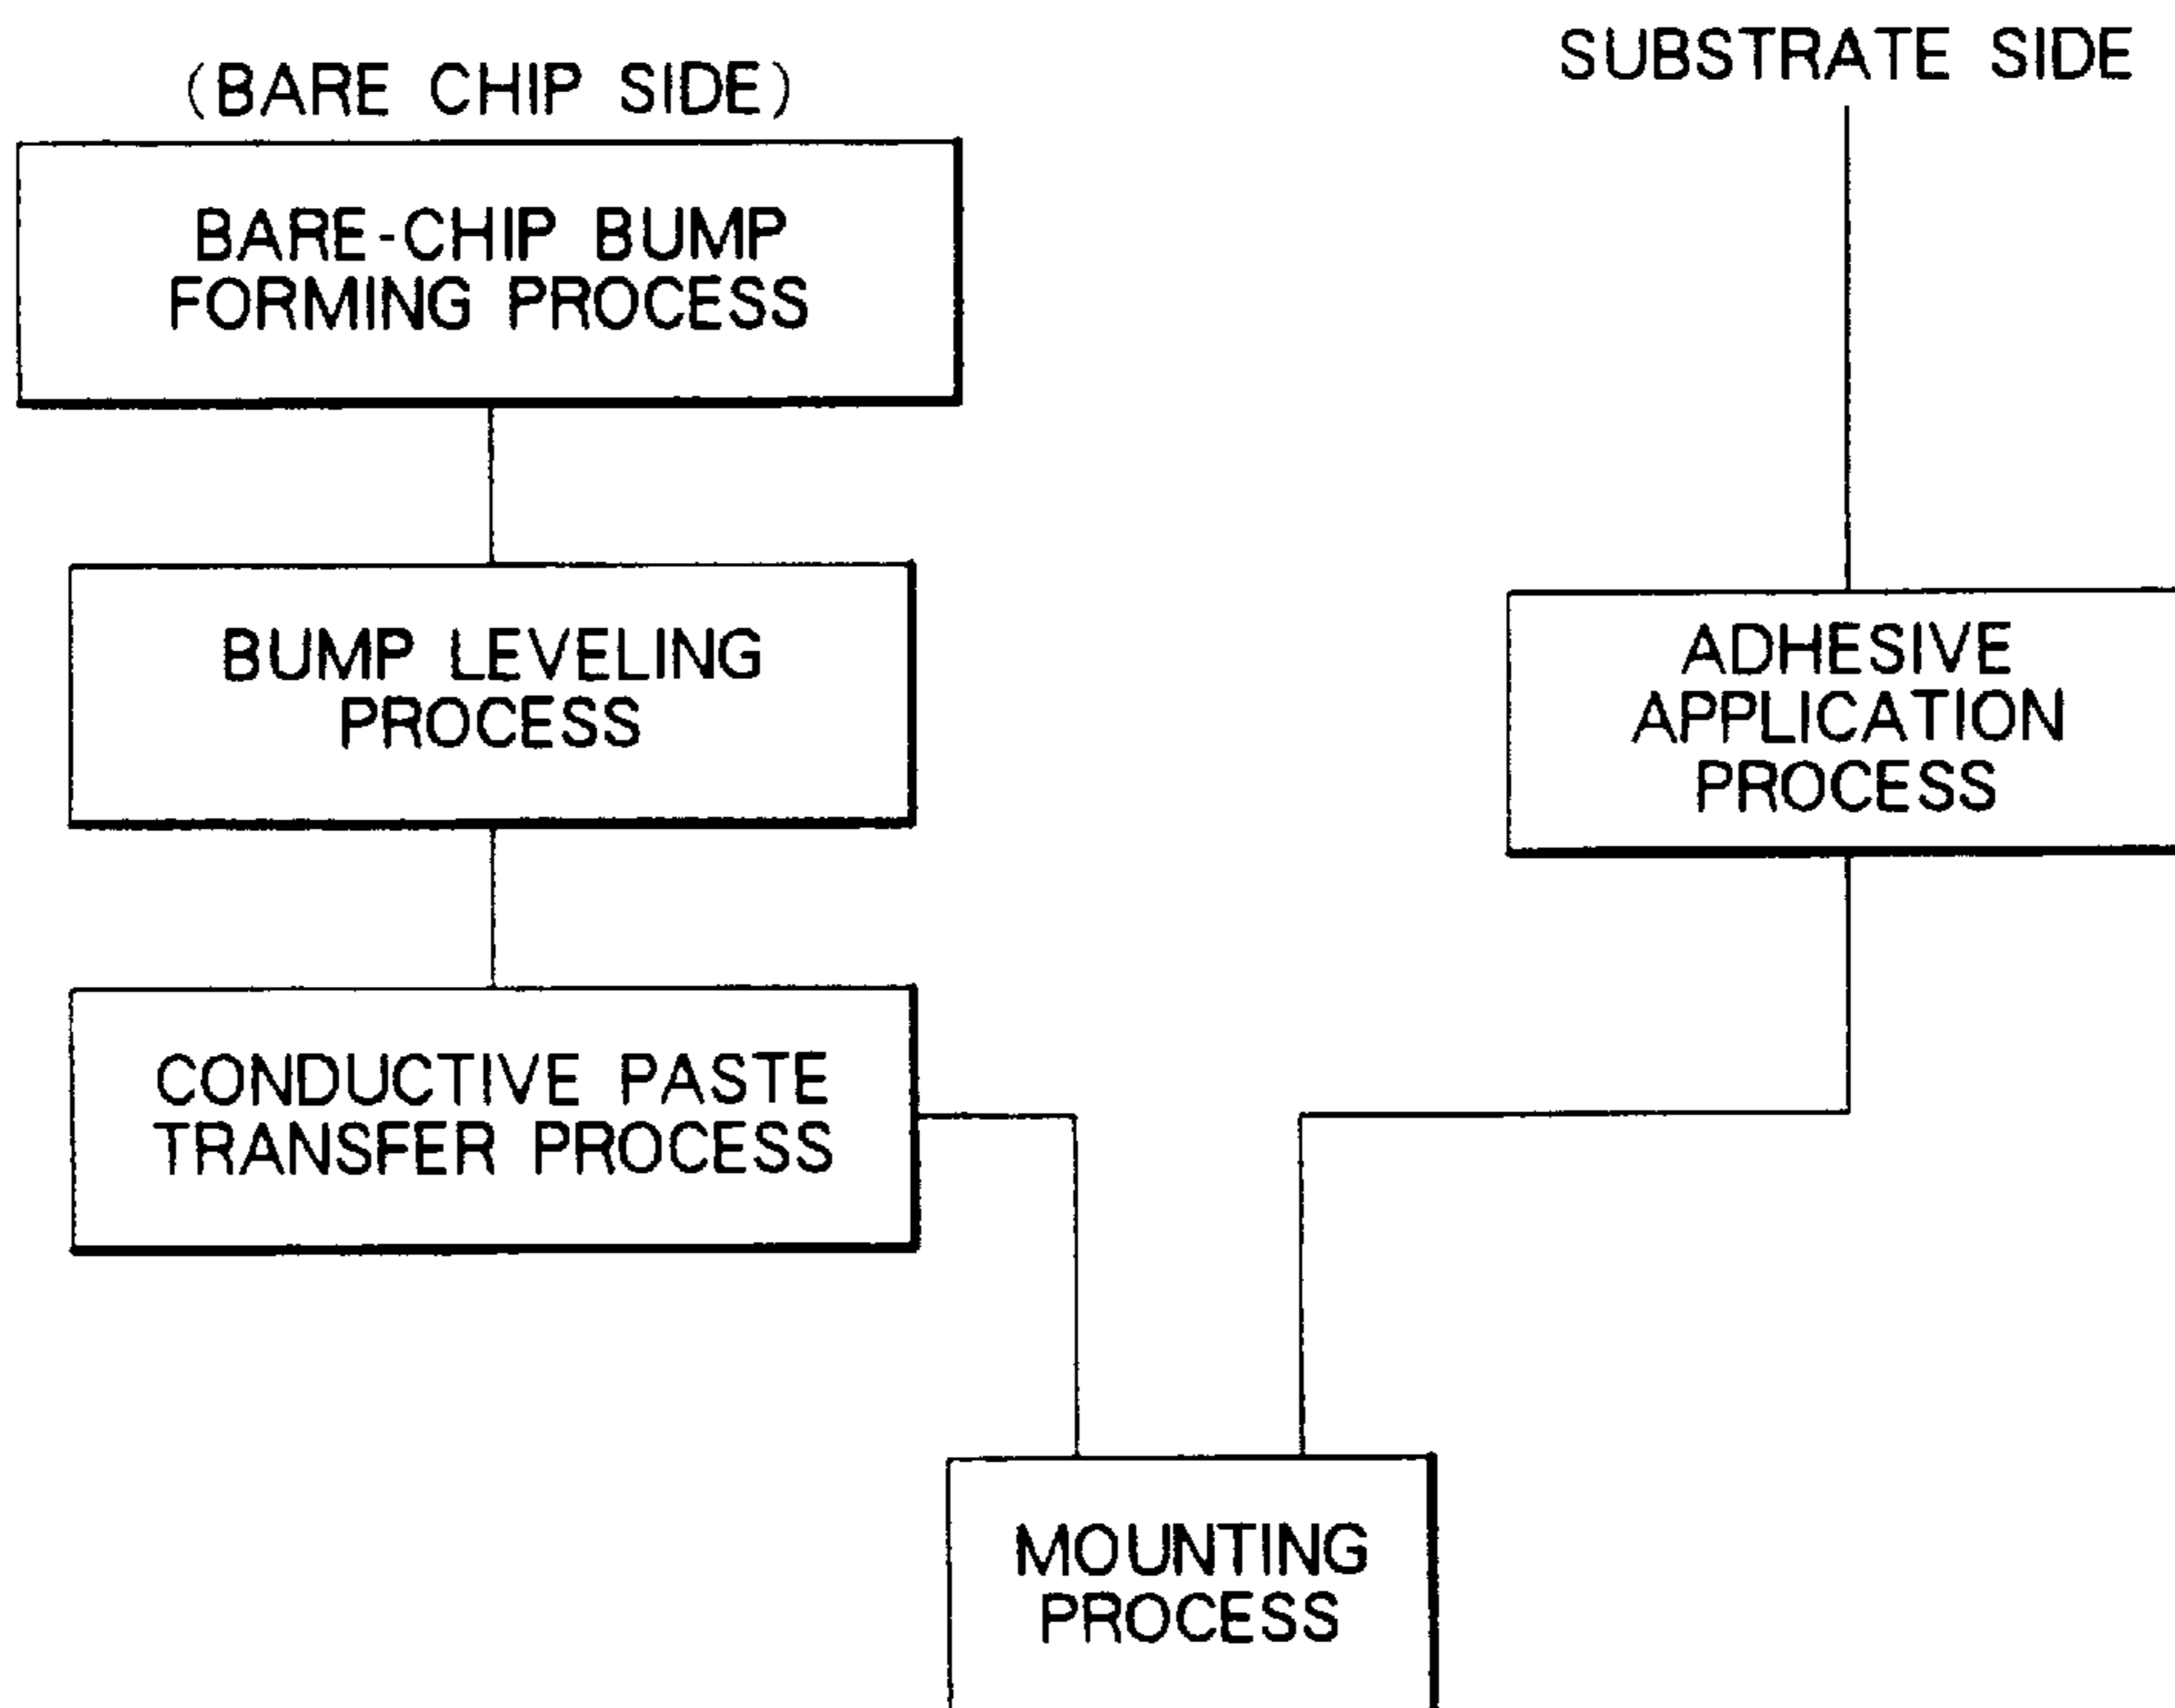 (BARE CHIP SIDE)
BARE-CHIP BUMP
FORMING PROCESS
BUMP LEVELING
PROCESS
CONDUCTIVE PASTE
TRANSFER PROCESS
SUBSTRATE SIDE
ADHESIVE
APPLICATION
PROCESS
MOUNTING
PROCESS